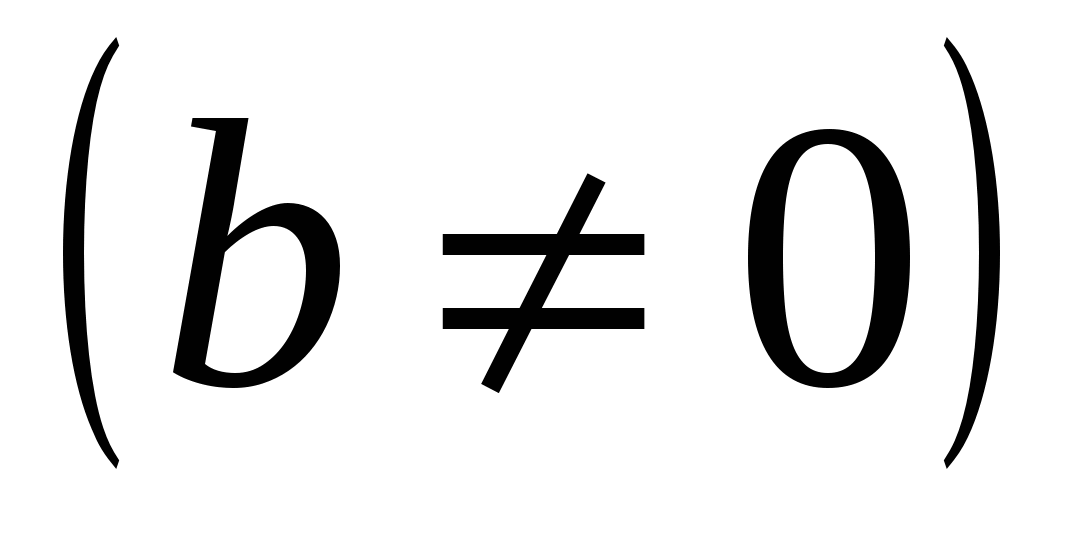 (b ≠ 0)